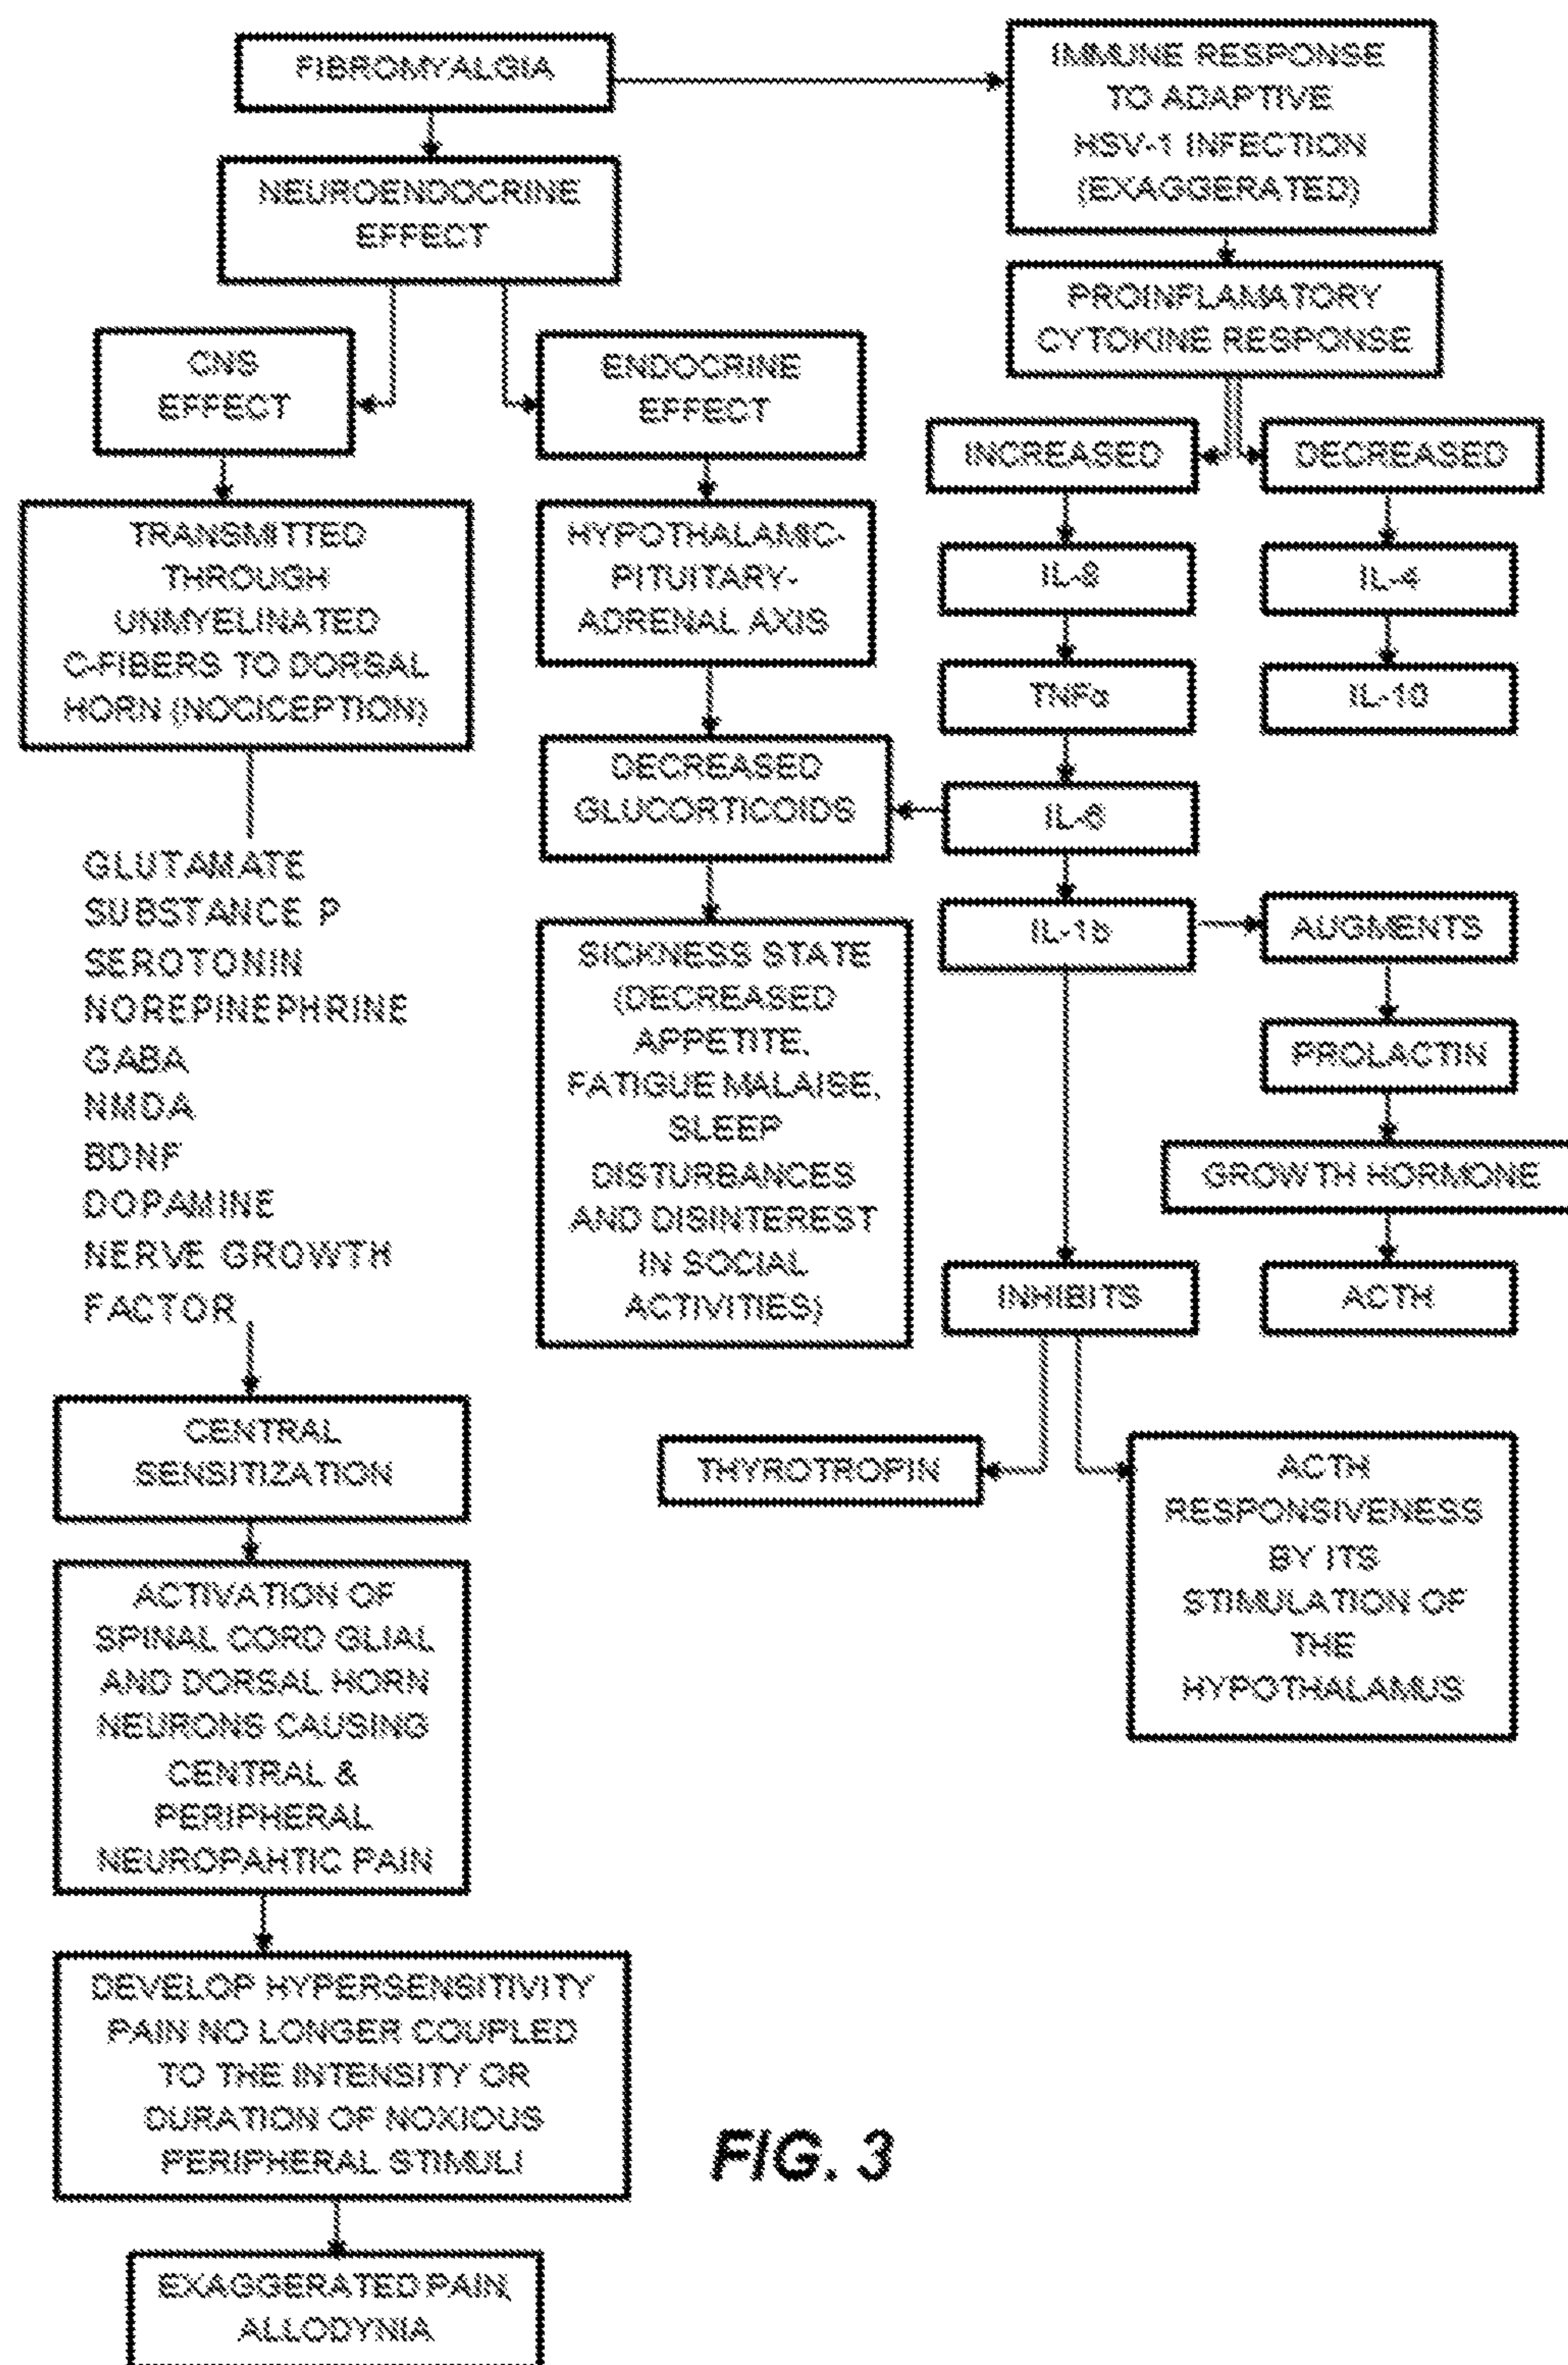 FIBROMYALGIA
IMMUNE RESPONSE
TO ADAPTIVE
HSV-1 INFECTION
(EXAGGERATED)
NEUROENDOCRINE
EFFECT
PROINFLAMATORY
CYTOKINE RESPONSE
CNS
EFFECT
ENDOCRINE
EFFECT
INCREASED
DECREASED
TRANSMITTED
THROUGH
UNMYELINATED
C-FIBERS TO DORSAL
HORN (NOCICEPTION)
HYPOTHALAMIC-
PITUITARY-
ADRENAL AXIS
IL-8
IL-4
TNFα
IL-10
DECREASED
GLUCORTICOIDS
IL-6
IL-1b
AUGMENTS
GLUTAMATE
SUBSTANCE P
SEROTONIN
NOREPINEPHRINE
GABA
NMDA
BDNF
DOPAMINE
NERVE GROWTH
FACTOR
SICKNESS STATE
(DECREASED
APPETITE,
FATIGUE MALAISE,
SLEEP
DISTURBANCES
AND DISINTEREST
IN SOCIAL
ACTIVITIES)
PROLACTIN
GROWTH HORMONE
INHIBITS
ACTH
CENTRAL
SENSITIZATION
THYROTROPIN
ACTH
RESPONSIVENESS
BY ITS
STIMULATION OF
THE
HYPOTHALAMUS
ACTIVATION OF
SPINAL CORD GLIAL
AND DORSAL HORN
NEURONS CAUSING
CENTRAL &
PERIPHERAL
NEUROPAHTIC PAIN
DEVELOP HYPERSENSITIVITY
PAIN NO LONGER COUPLED
TO THE INTENSITY OR
DURATION OF NOXIOUS
PERIPHERAL STIMULI
FIG. 3
EXAGGERATED PAIN,
ALLODYNIA